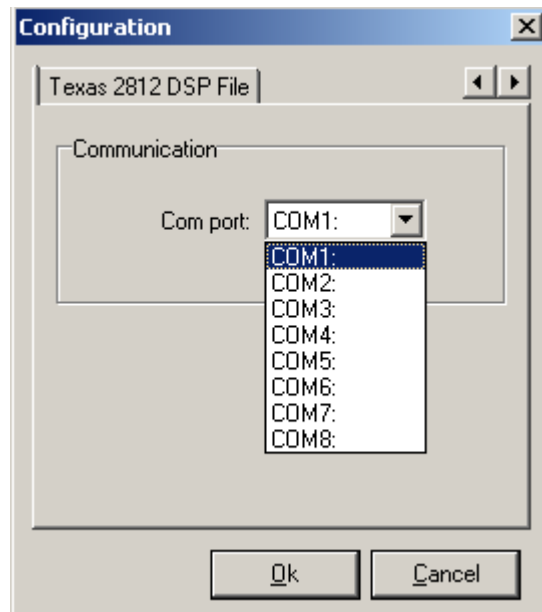 Configuration
Texas 2812 DSP File
Communication
Com port: COM1:
COM1:
COM2:
COM3:
COM4:
COM5:
COM6:
COM7:
COM8:
Ok Cancel